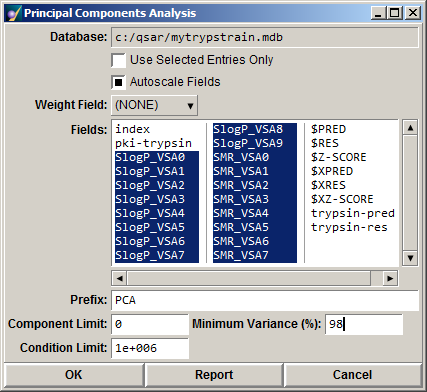 Principal Components Analysis
Database: c:/qsar/mytrypstrain.mdb
Use Selected Entries Only
Autoscale Fields
Weight Field: (NONE)
Fields:
index
pki-trypsin
SlogP_VSA0
SlogP_VSA1
SlogP_VSA2
SlogP_VSA3
SlogP_VSA4
SlogP_VSA5
SlogP_VSA6
SlogP_VSA7
SlogP_VSA8
SlogP_VSA9
SMR_VSA0
SMR_VSA1
SMR_VSA2
SMR_VSA3
SMR_VSA4
SMR_VSA5
SMR_VSA6
SMR_VSA7
$PRED
$RES
$Z-SCORE
$XPRED
$XRES
$XZ-SCORE
trypsin-pred
trypsin-res
Prefix: PCA
Component Limit: 0 Minimum Variance (%): 98
Condition Limit: 1e+006
OK Report Cancel